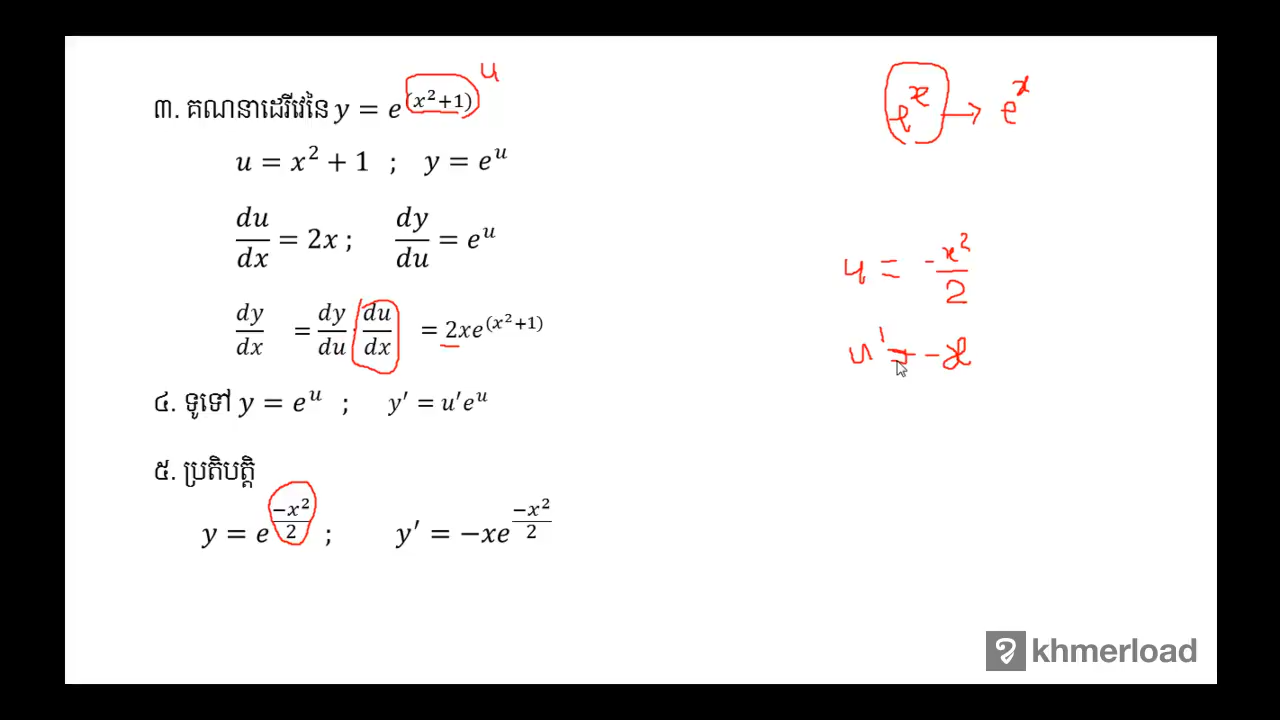 ៣. គណនាដេរីវេនៃ y = e^(x²+1) u
u = x² + 1 ; y = e^u
du/dx = 2x ; dy/du = e^u
dy/dx = dy/du · du/dx = 2xe^(x²+1)
៤. ទូទៅ y = e^u ; y′ = u′e^u
៥. ប្រតិបត្តិ
y = e^(−x²/2) ; y′ = −xe^(−x²/2)
e^x → e^x
u = -x²/2
u' = -x
khmerload